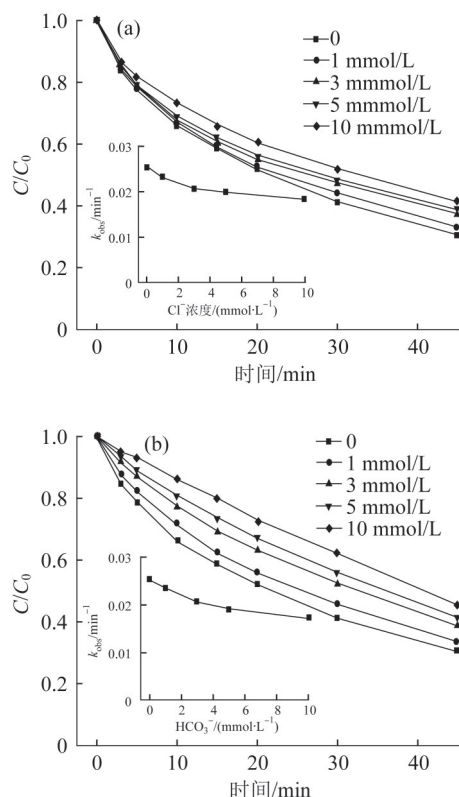 (a)
0
1 mmol/L
3 mmmol/L
5 mmmol/L
10 mmmol/L
1.0
0.8
0.6
0.4
0.2
0
C/C₀
0 10 20 30 40
时间/min
0.03
0.02
0.01
0
k_obs/min⁻¹
0 2 4 6 8 10
Cl⁻浓度/(mmol·L⁻¹)
(b)
0
1 mmol/L
3 mmol/L
5 mmol/L
10 mmol/L
1.0
0.8
0.6
0.4
0.2
0
C/C₀
0 10 20 30 40
时间/min
0.03
0.02
0.01
0
k_obs/min⁻¹
0 2 4 6 8 10
HCO₃⁻/(mmol·L⁻¹)